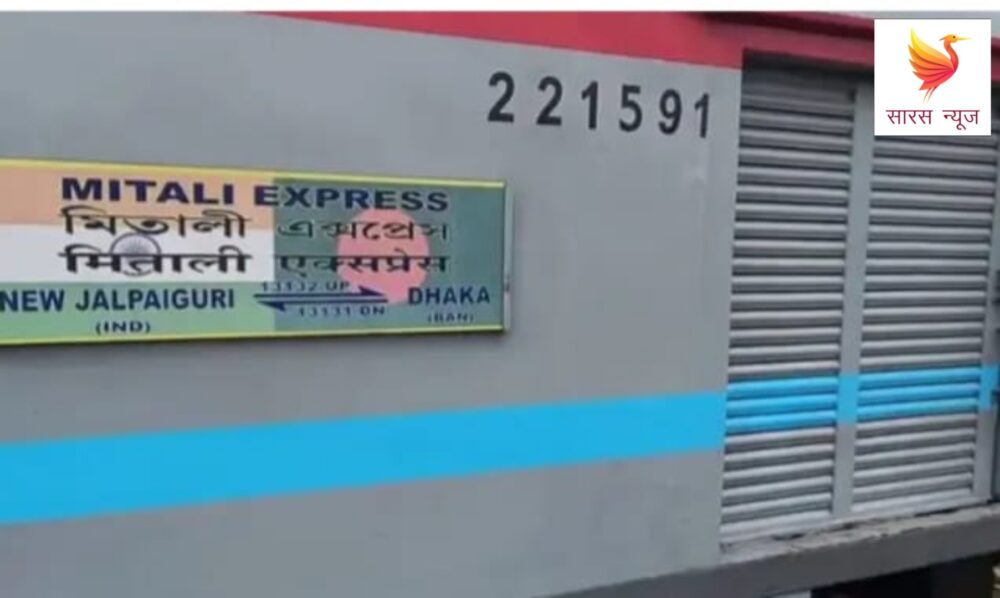 सारस न्यूज
221591
MITALI EXPRESS
মিতালী এক্সপ্রেস
मिताली एक्सप्रेस
NEW JALPAIGURI 13132 UP DHAKA
(IND) 13131 DN (BAN)